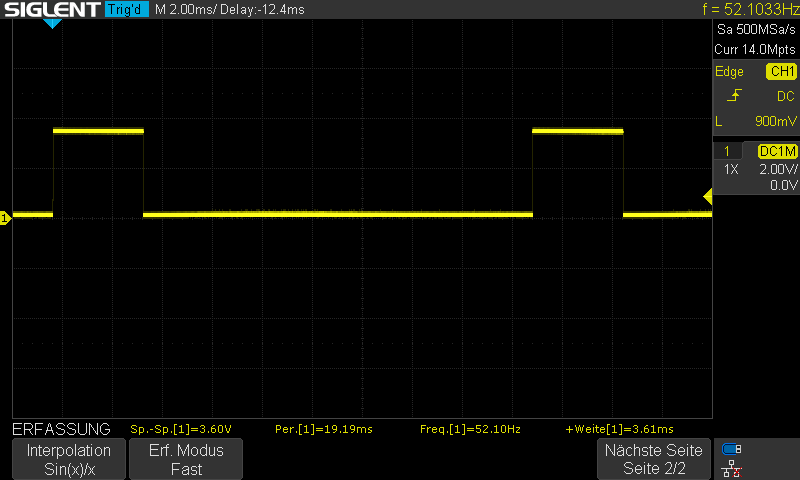 SIGLENT Trig'd M 2.00ms/ Delay:-12.4ms f = 52.1033Hz
Sa 500MSa/s
Curr 14.0Mpts
Edge CH1
DC
L 900mV
1 DC1M
1X 2.00V/
0.0V
1
ERFASSUNG Sp.-Sp.[1]=3.60V Per.[1]=19.19ms Freq.[1]=52.10Hz +Weite[1]=3.61ms
Interpolation
Sin(x)/x
Erf. Modus
Fast
Nächste Seite
Seite 2/2